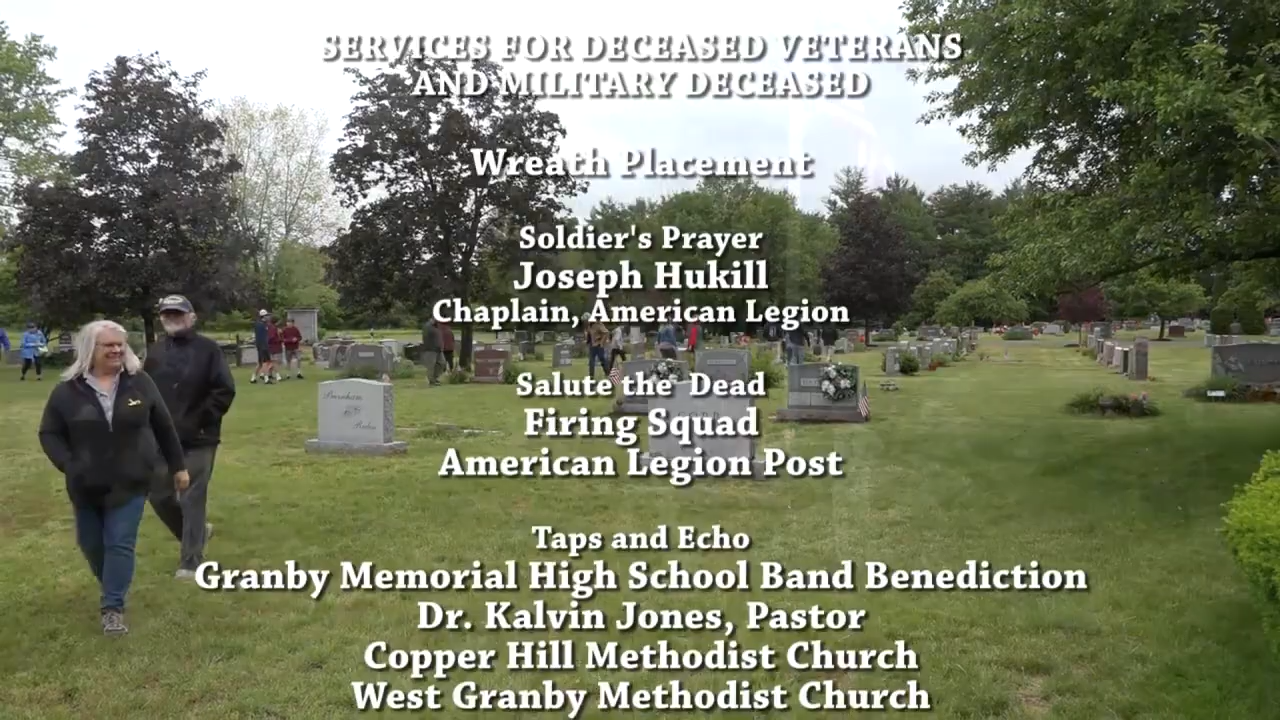 SERVICES FOR DECEASED VETERANS
AND MILITARY DECEASED
Wreath Placement
Soldier's Prayer
Joseph Hukill
Chaplain, American Legion
Salute the Dead
Firing Squad
American Legion Post
Taps and Echo
Granby Memorial High School Band Benediction
Dr. Kalvin Jones, Pastor
Copper Hill Methodist Church
West Granby Methodist Church